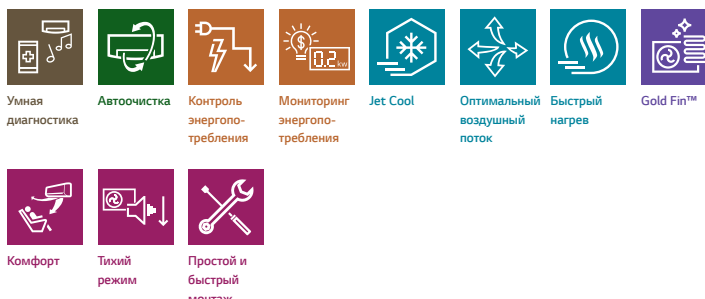 0.2 kw
Умная
диагностика
Автоочистка
Контроль
энергопо-
требления
Мониторинг
энергопо-
требления
Jet Cool
Оптимальный
воздушный
поток
Быстрый
нагрев
Gold Fin™
Комфорт
Тихий
режим
Простой и
быстрый
монтаж